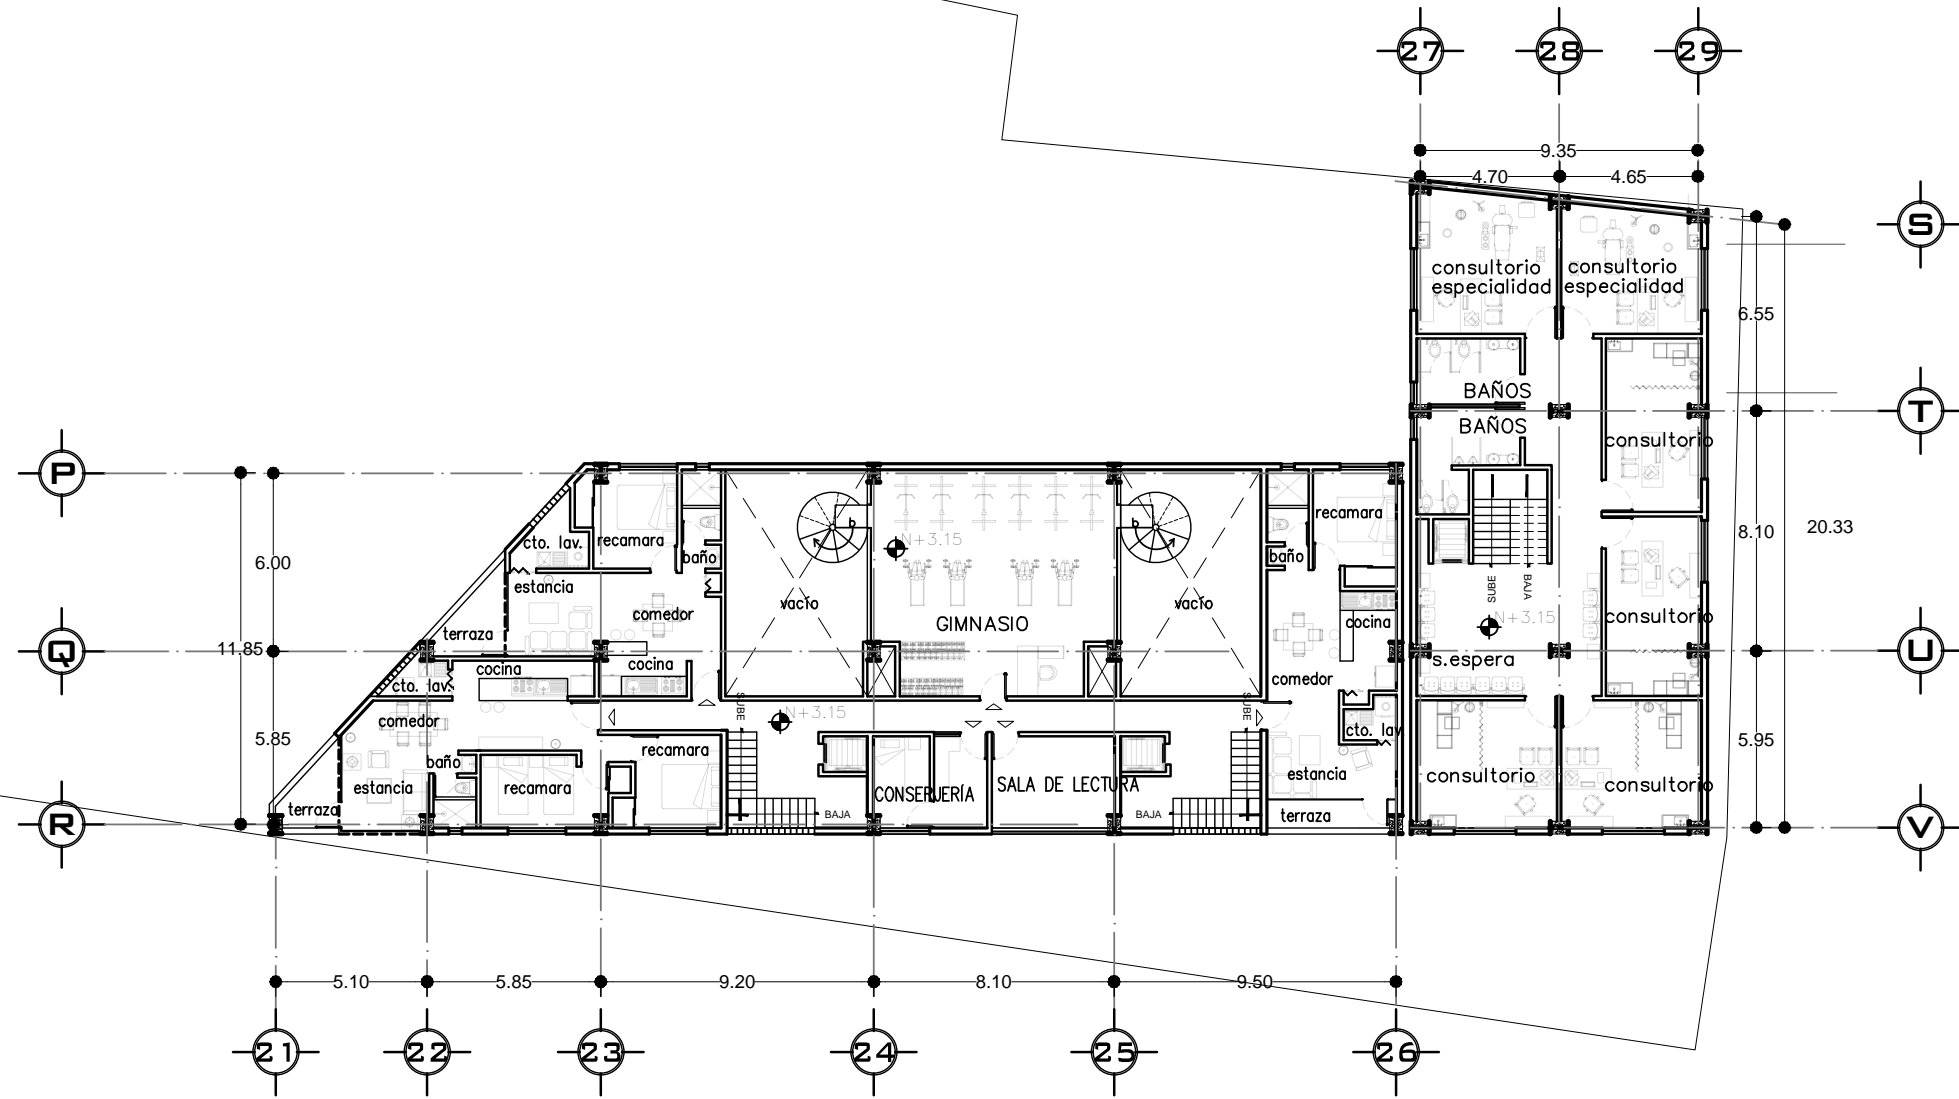 27
28
29
9.35
4.70
4.65
S
consultorio
especialidad
consultorio
especialidad
6.55
BAÑOS
T
BAÑOS
consultorio
P
recamara
cto. lav.
recamara
baño
N+3.15
baño
8.10
20.33
6.00
estancia
SUBE
BAJA
vacío
vacío
comedor
GIMNASIO
cocina
N+3.15
consultorio
terraza
11.85
Q
cocina
cocina
s.espera
U
cto. lav.
comedor
SUBE
N+3.15
SUBE
comedor
cto. lav
5.85
recamara
5.95
baño
estancia
consultorio
estancia
recamara
CONSERJERÍA
SALA DE LECTURA
consultorio
terraza
BAJA
BAJA
terraza
R
V
b
b
5.10
5.85
9.20
8.10
9.50
21
22
23
24
25
26